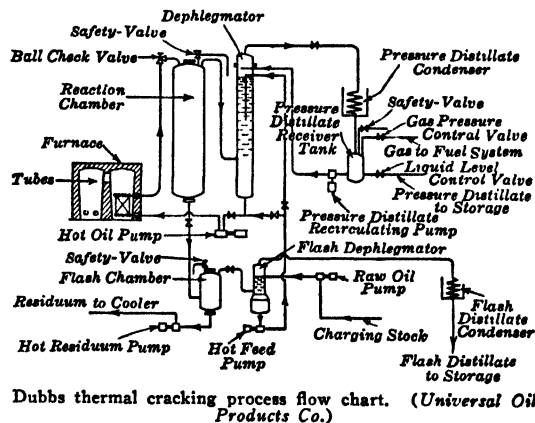 Dephlegmator
Safety-Valve
Ball Check Valve
Reaction
Chamber
Pressure
Distillate
Condenser
Pressure
Distillate
Receiver
Tank
Safety-Valve
Gas Pressure
Control Valve
Gas to Fuel System
Liquid Level
Control Valve
Pressure Distillate
to Storage
Furnace
Tubes
Hot Oil Pump
Pressure Distillate
Recirculating Pump
Flash Dephlegmator
Safety-Valve
Flash Chamber
Raw Oil
Pump
Residuum to Cooler
Hot Residuum Pump
Hot Feed
Pump
Charging Stock
Flash
Distillate
Condenser
Flash Distillate
to Storage
Dubbs thermal cracking process flow chart. (Universal Oil
Products Co.)